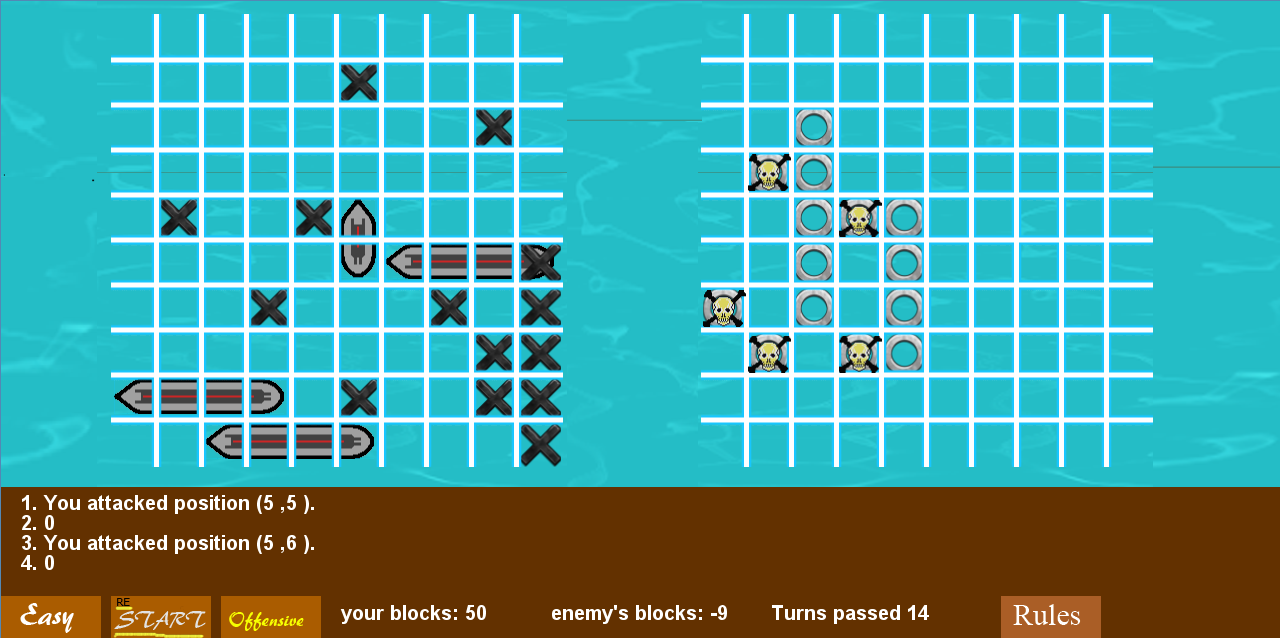 1. You attacked position (5 ,5 ).
2. 0
3. You attacked position (5 ,6 ).
4. 0
Easy
RE
START
Offensive
your blocks: 50
enemy's blocks: -9
Turns passed 14
Rules